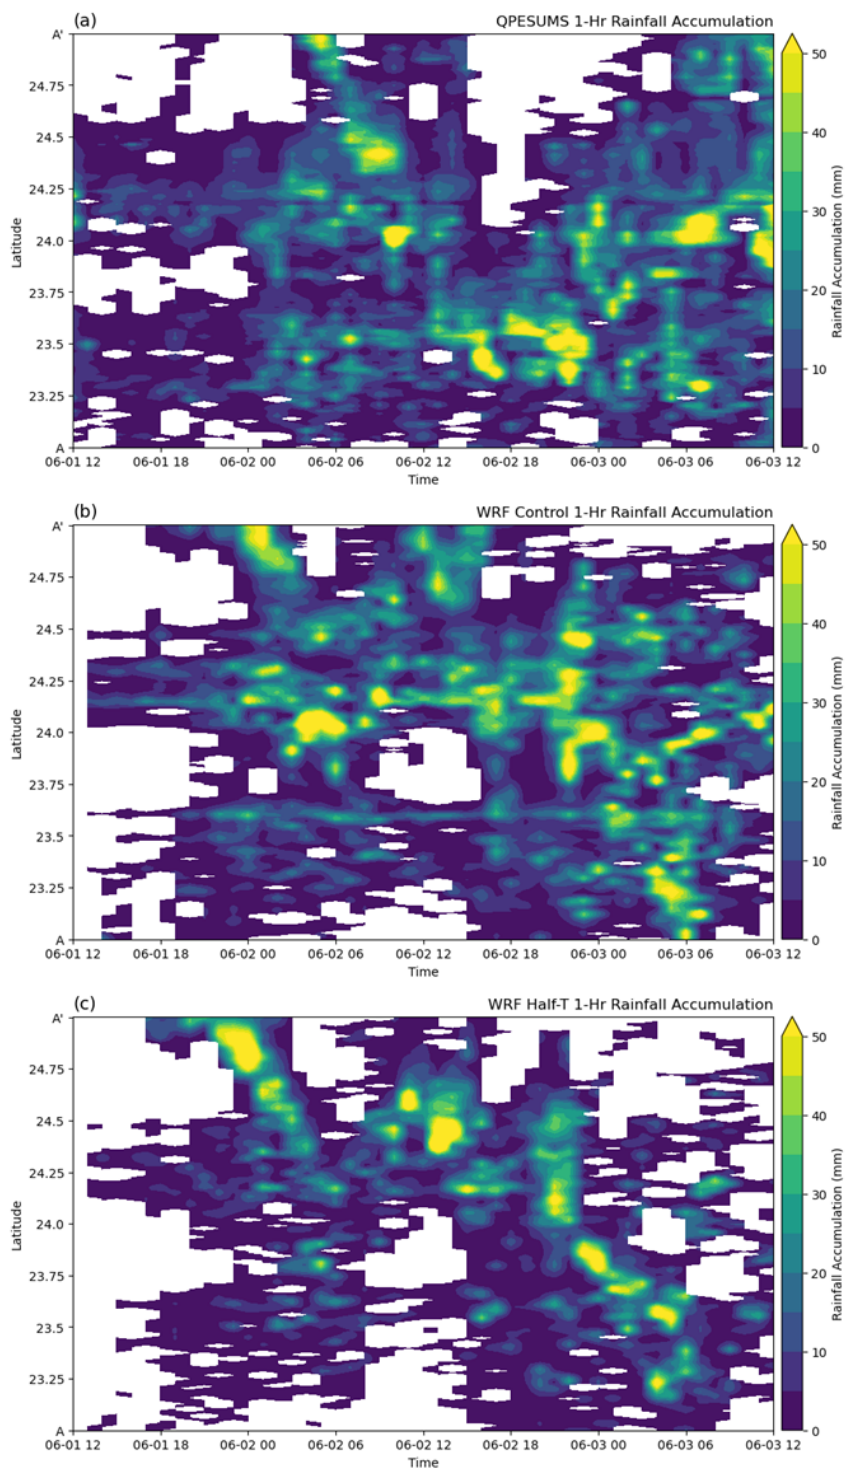 (a) QPESUMS 1-Hr Rainfall Accumulation
A'
24.75
24.5
24.25
24.0
23.75
23.5
23.25
A
Latitude
06-01 12 06-01 18 06-02 00 06-02 06 06-02 12 06-02 18 06-03 00 06-03 06 06-03 12
Time
50
40
30
20
10
0
Rainfall Accumulation (mm)
(b) WRF Control 1-Hr Rainfall Accumulation
A'
24.75
24.5
24.25
24.0
23.75
23.5
23.25
A
Latitude
06-01 12 06-01 18 06-02 00 06-02 06 06-02 12 06-02 18 06-03 00 06-03 06 06-03 12
Time
50
40
30
20
10
0
Rainfall Accumulation (mm)
(c) WRF Half-T 1-Hr Rainfall Accumulation
A'
24.75
24.5
24.25
24.0
23.75
23.5
23.25
A
Latitude
06-01 12 06-01 18 06-02 00 06-02 06 06-02 12 06-02 18 06-03 00 06-03 06 06-03 12
Time
50
40
30
20
10
0
Rainfall Accumulation (mm)